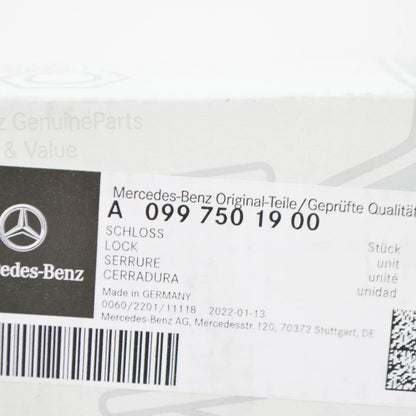 z GenuineParts
& Value
Mercedes-Benz Original-Teile/Geprüfte Qualität
A 099 750 19 00
SCHLOSS Stück
LOCK unit
SERRURE unité
CERRADURA unidad
Made in GERMANY
0060/2201/11118 2022-01-13
Mercedes-Benz AG, Mercedesstr. 120, 70372 Stuttgart, DE
edes-Benz